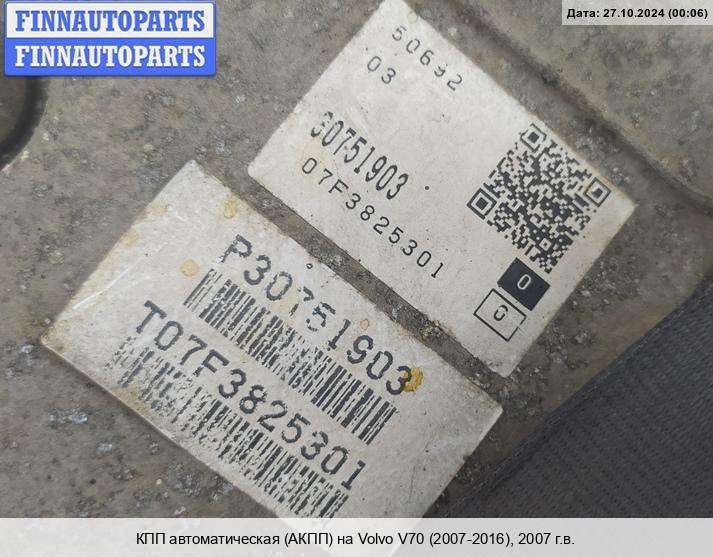 FINNAUTOPARTS
FINNAUTOPARTS
Дата: 27.10.2024 (00:06)
50692
03
30751903
07F3825301
0
0
P30751903
T07F3825301
КПП автоматическая (АКПП) на Volvo V70 (2007-2016), 2007 г.в.